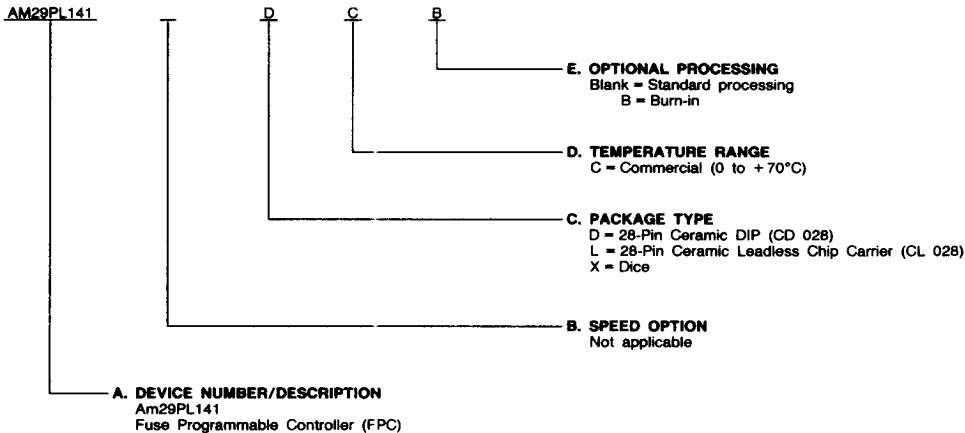 AM29PL141 D C B
E. OPTIONAL PROCESSING
Blank = Standard processing
B = Burn-in
D. TEMPERATURE RANGE
C = Commercial (0 to +70°C)
C. PACKAGE TYPE
D = 28-Pin Ceramic DIP (CD 028)
L = 28-Pin Ceramic Leadless Chip Carrier (CL 028)
X = Dice
B. SPEED OPTION
Not applicable
A. DEVICE NUMBER/DESCRIPTION
Am29PL141
Fuse Programmable Controller (FPC)